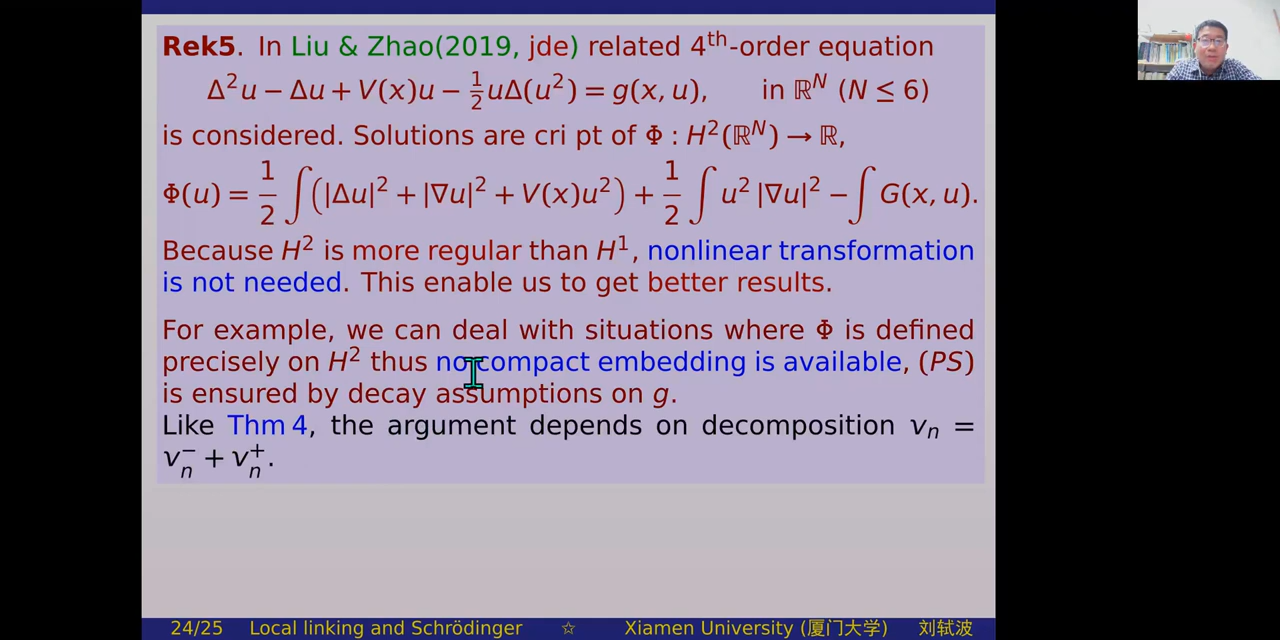 Rek5. In Liu & Zhao(2019, jde) related 4th-order equation
Δ²u − Δu + V(x)u − ½uΔ(u²) = g(x, u), in ℝᴺ (N ≤ 6)
is considered. Solutions are cri pt of Φ : H²(ℝᴺ) → ℝ,
Φ(u) = 1/2 ∫(|Δu|² + |∇u|² + V(x)u²) + 1/2 ∫ u² |∇u|² − ∫ G(x, u).
Because H² is more regular than H¹, nonlinear transformation
is not needed. This enable us to get better results.
For example, we can deal with situations where Φ is defined
precisely on H² thus no compact embedding is available, (PS)
is ensured by decay assumptions on g.
Like Thm 4, the argument depends on decomposition vₙ =
vₙ⁻ + vₙ⁺.
24/25 Local linking and Schrödinger ☆ Xiamen University (厦门大学) 刘轼波